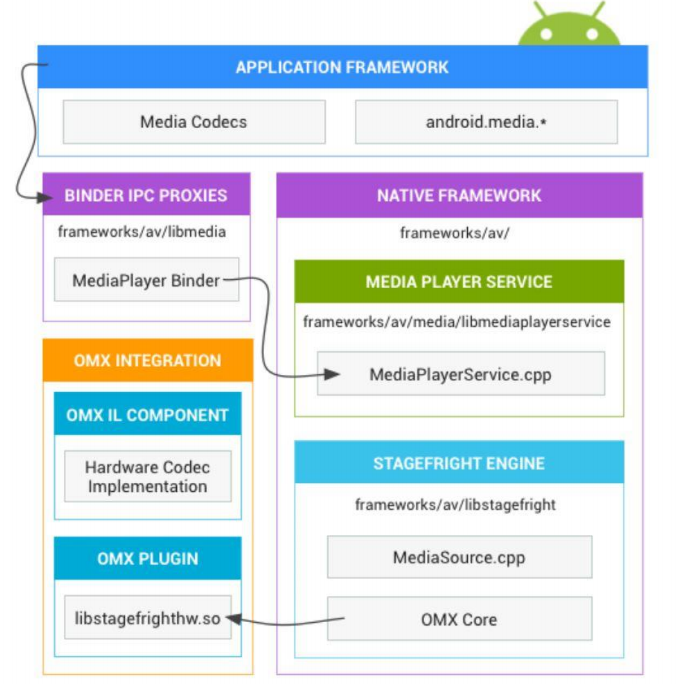 APPLICATION FRAMEWORK
Media Codecs
android.media.*
BINDER IPC PROXIES
frameworks/av/libmedia
MediaPlayer Binder
NATIVE FRAMEWORK
frameworks/av/
MEDIA PLAYER SERVICE
frameworks/av/media/libmediaplayerservice
MediaPlayerService.cpp
OMX INTEGRATION
OMX IL COMPONENT
Hardware Codec
Implementation
OMX PLUGIN
libstagefrighthw.so
STAGEFRIGHT ENGINE
frameworks/av/libstagefright
MediaSource.cpp
OMX Core